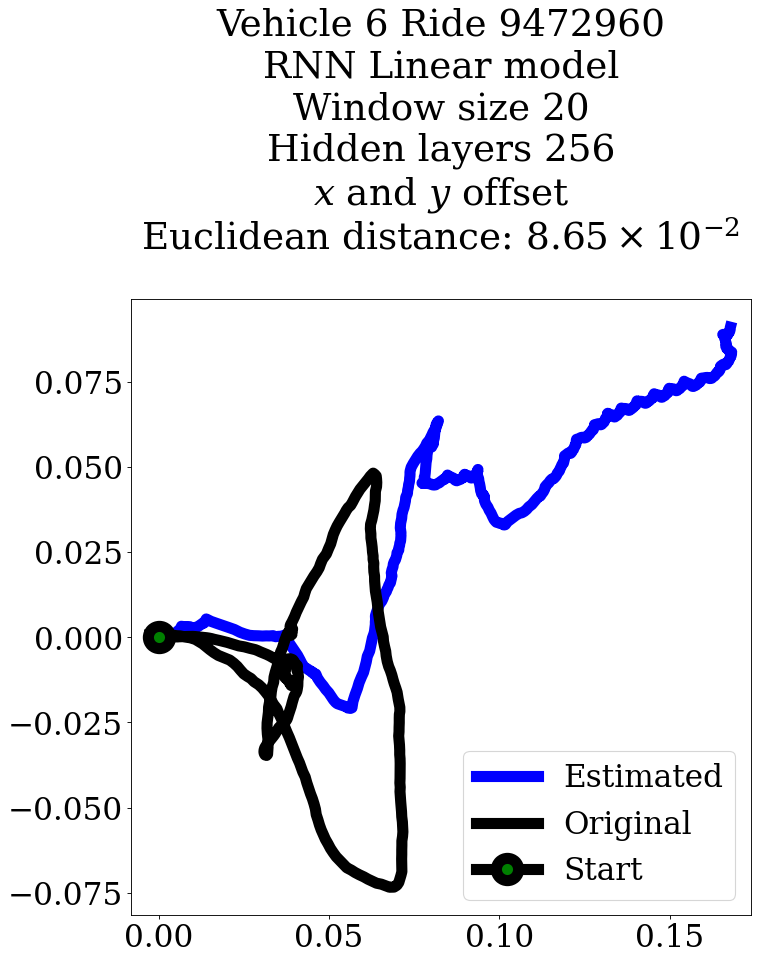 Vehicle 6 Ride 9472960
RNN Linear model
Window size 20
Hidden layers 256
x and y offset
Euclidean distance: 8.65 × 10⁻²
0.075
0.050
0.025
0.000
−0.025
−0.050
−0.075
Estimated
Original
Start
0.00 0.05 0.10 0.15